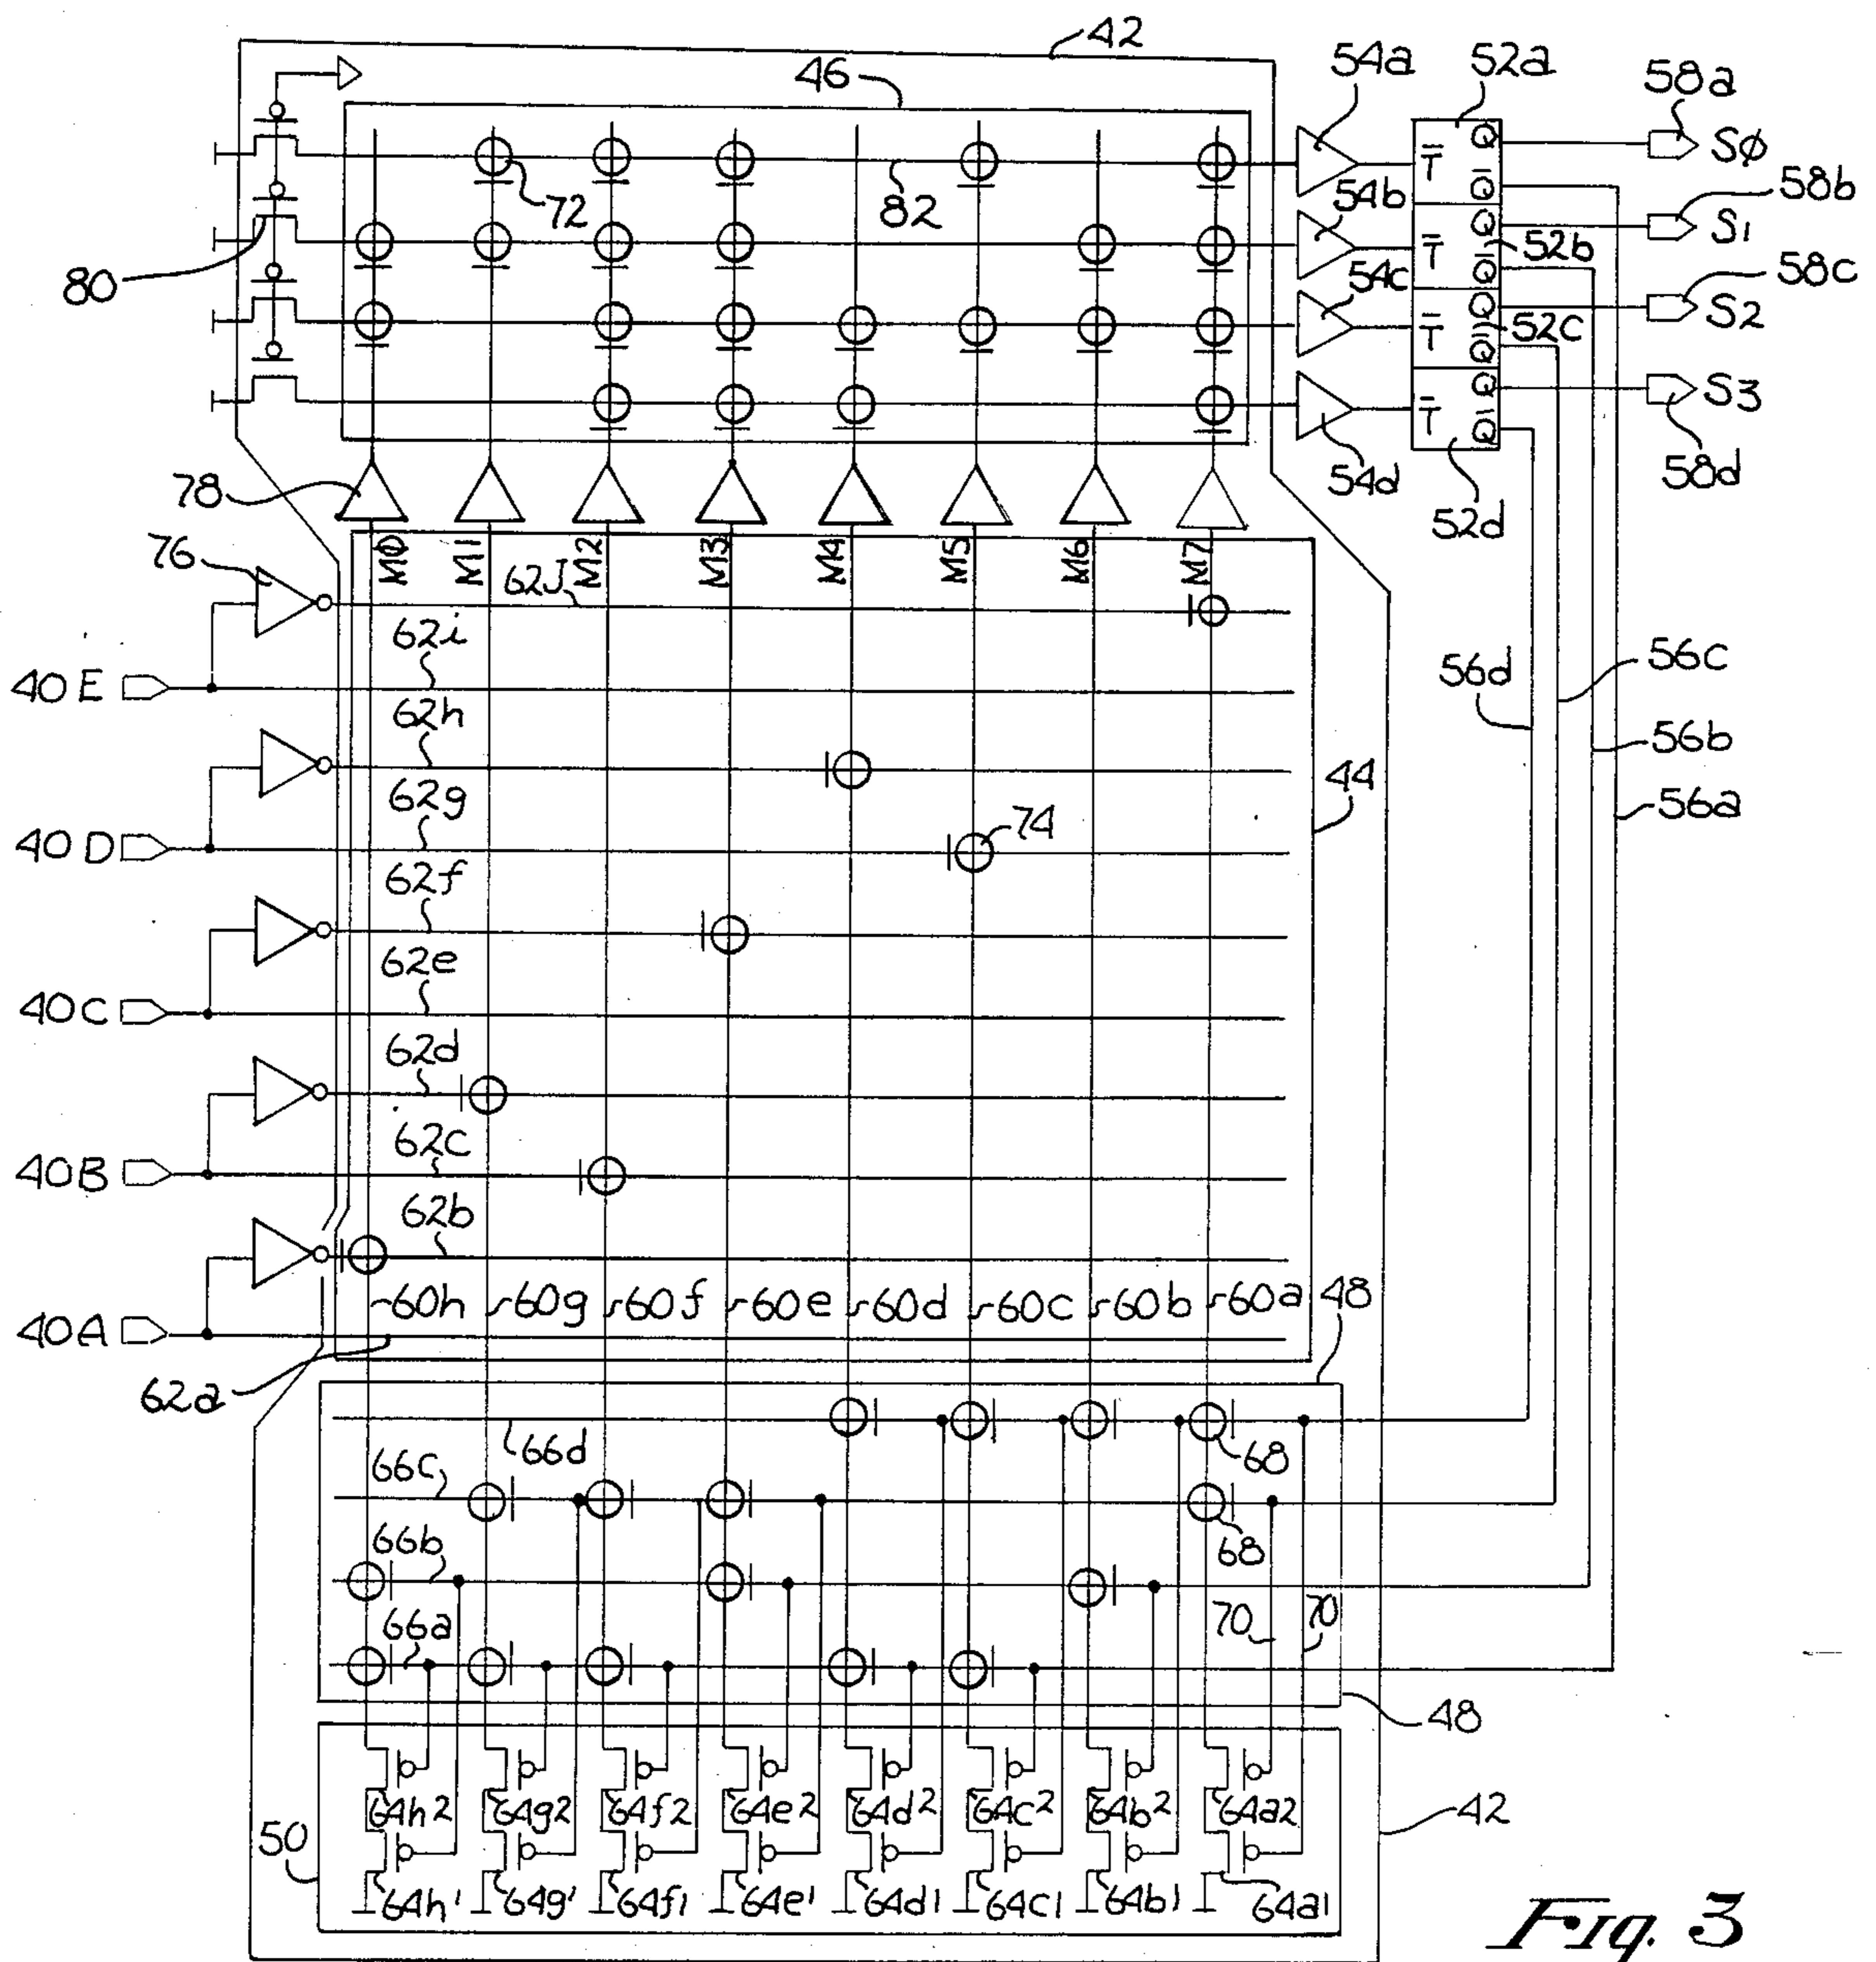 42
46
54a
52a
58a
T̅
Q
Q̅
SØ
72
82
54b
58b
T̅
Q
Q̅
52b
S1
80
54c
58c
T̅
Q
Q̅
52c
S2
T̅
Q
Q̅
S3
78
54d
52d
58d
76
MØ
M1
M2
M3
M4
M5
M6
M7
62J
62i
40E
62h
56d
56c
56b
44
62g
74
56a
40D
62f
62e
40C
62d
62c
40B
62b
60h
60g
60f
60e
60d
60c
60b
60a
48
40A
62a
66d
68
66c
66b
68
66a
70
70
48
64h2
64g2
64f2
64e2
64d2
64c2
64b2
64a2
42
50
64h'
64g'
64f1
64e'
64d1
64c1
64b1
64a1
Fig. 3